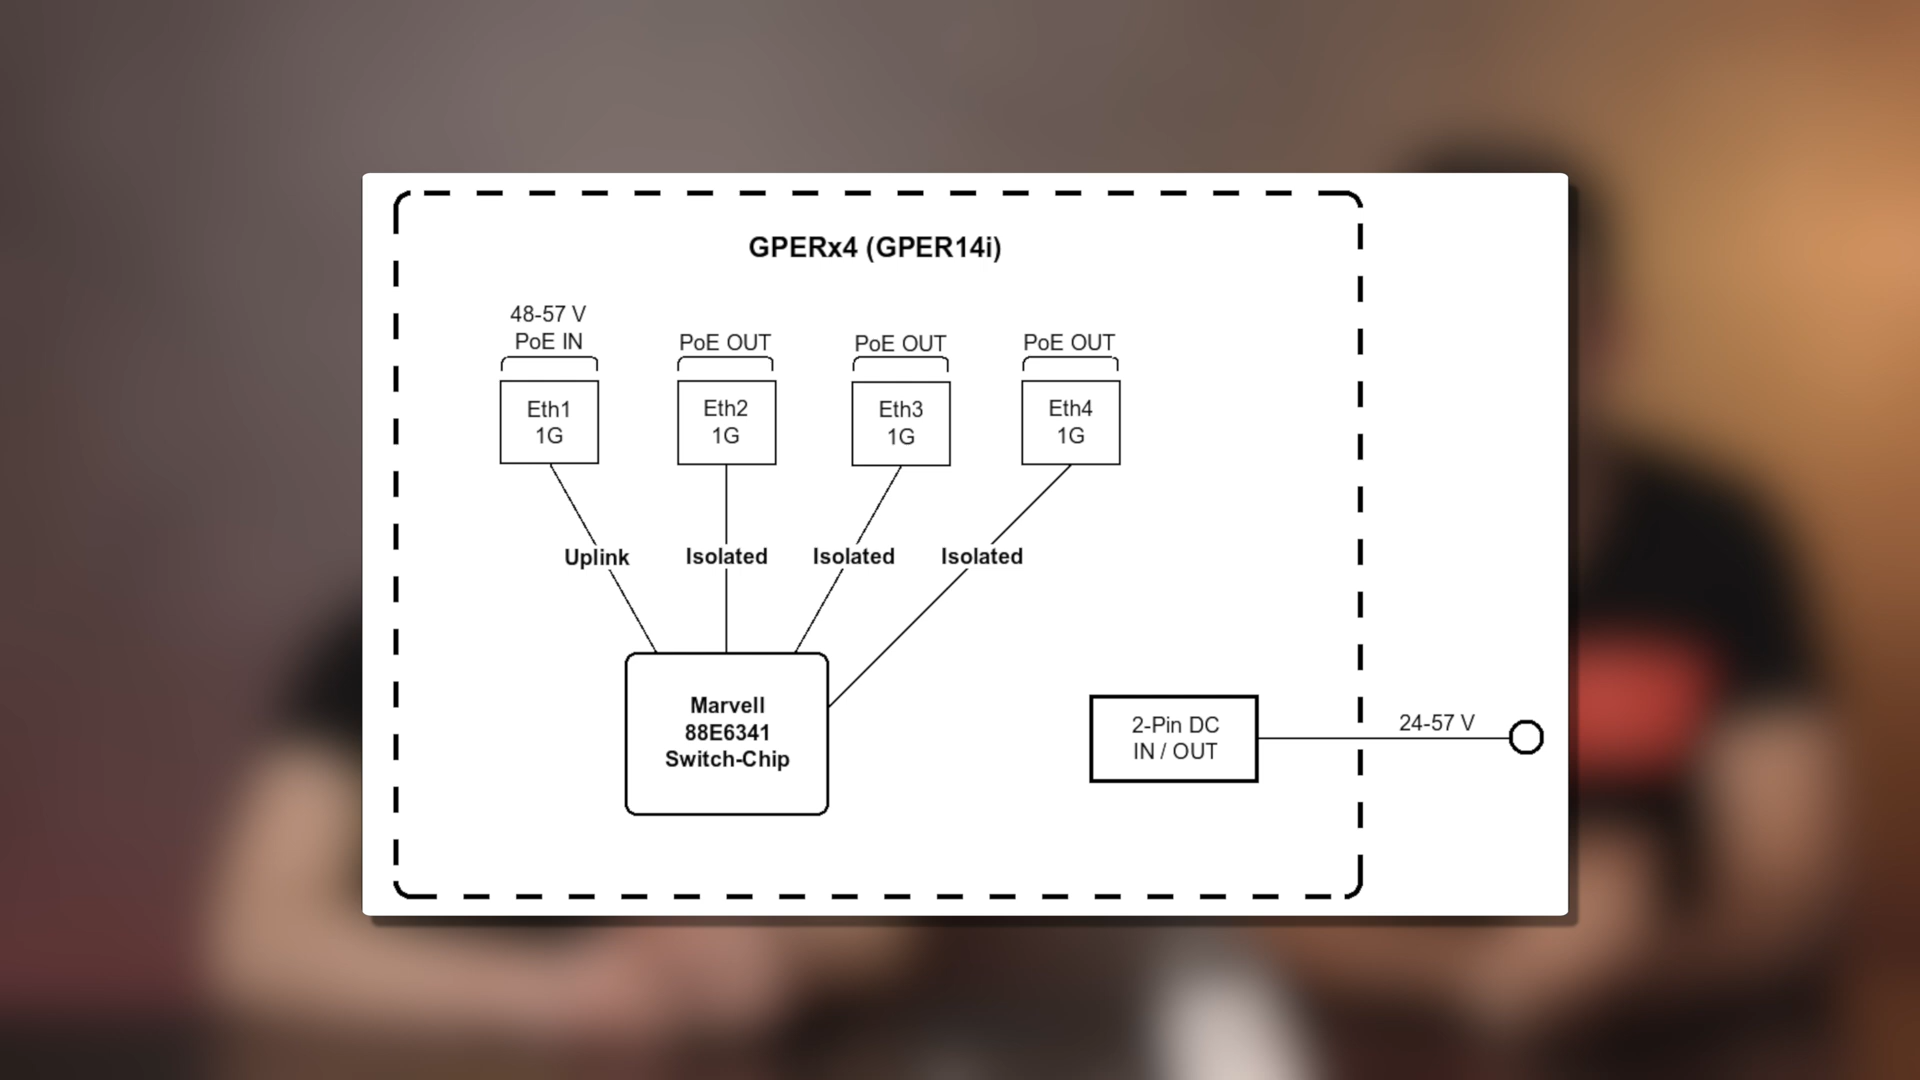 GPERx4 (GPER14i)
48-57 V
PoE IN
PoE OUT
PoE OUT
PoE OUT
Eth1
1G
Eth2
1G
Eth3
1G
Eth4
1G
Uplink
Isolated
Isolated
Isolated
Marvell
88E6341
Switch-Chip
2-Pin DC
IN / OUT
24-57 V